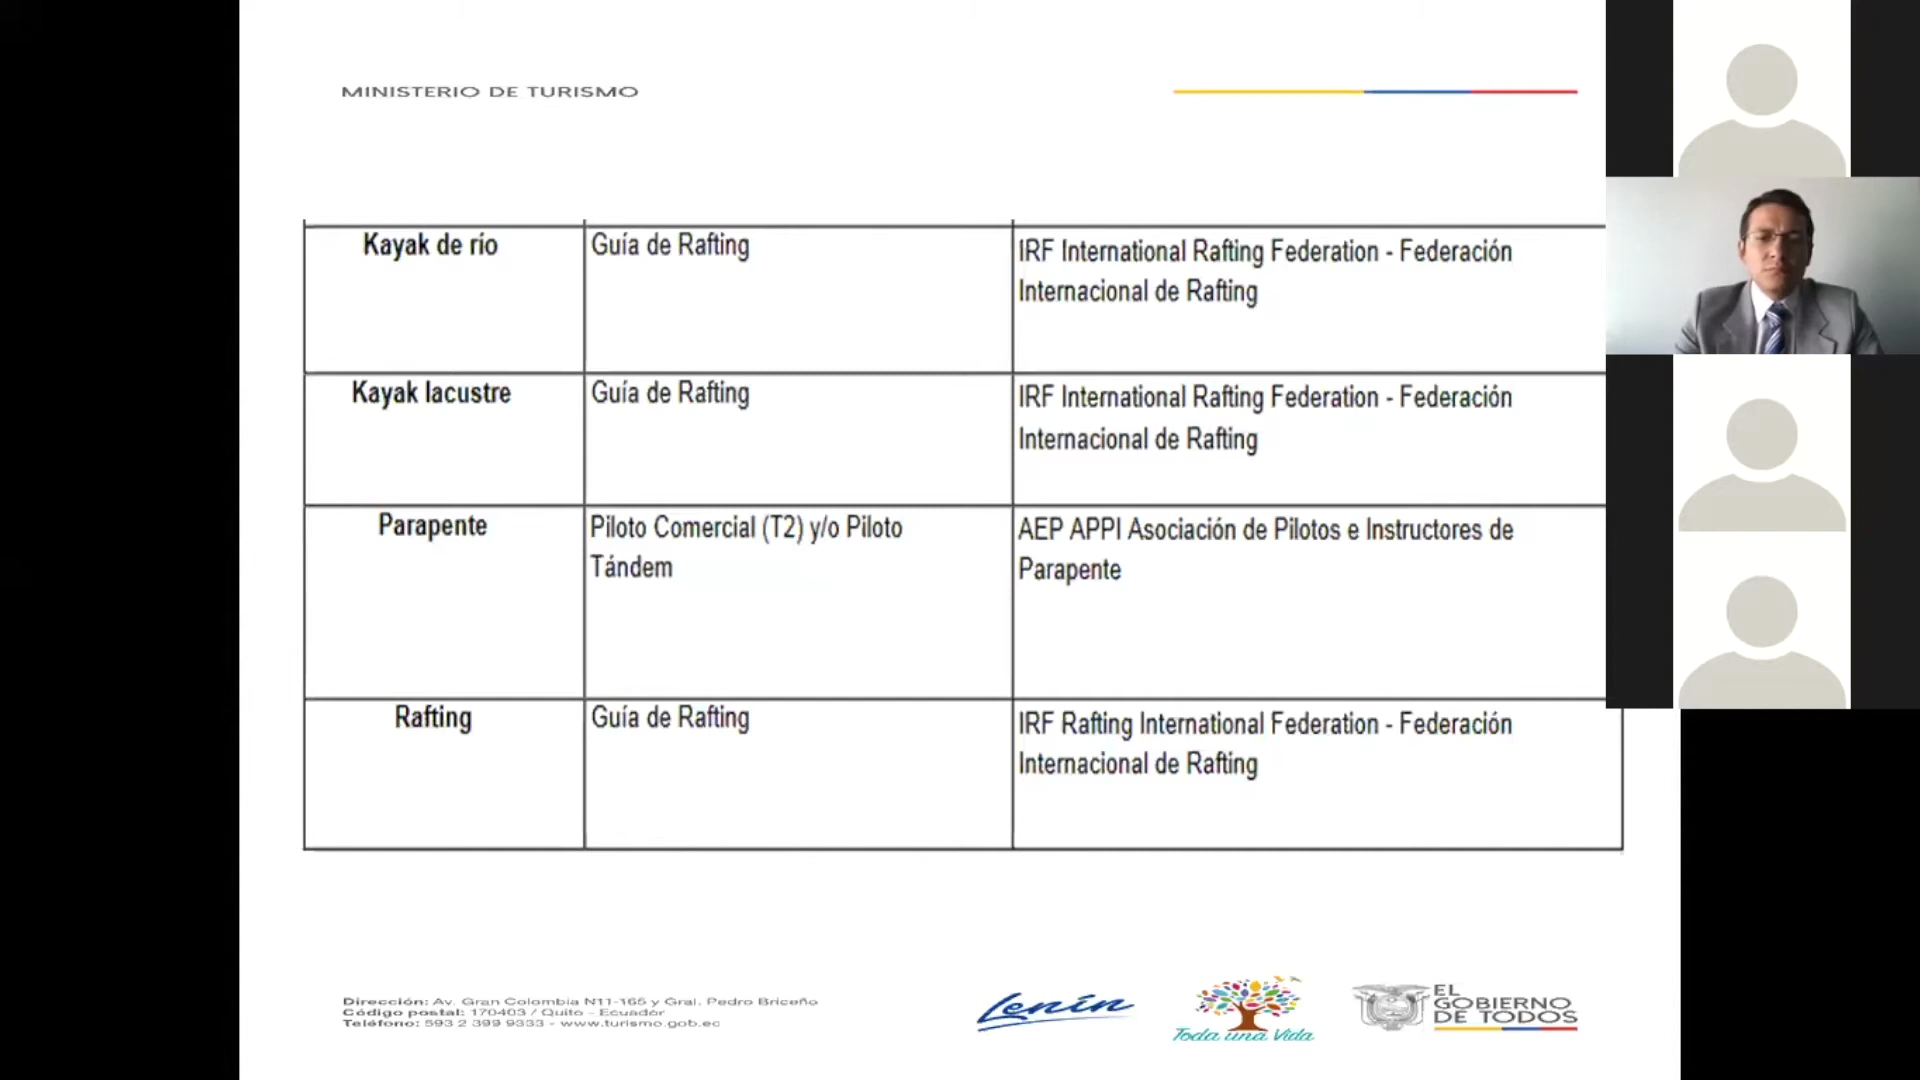 MINISTERIO DE TURISMO
Kayak de río
Guía de Rafting
IRF International Rafting Federation - Federación
Internacional de Rafting
Kayak lacustre
Guía de Rafting
IRF International Rafting Federation - Federación
Internacional de Rafting
Parapente
Piloto Comercial (T2) y/o Piloto
Tándem
AEP APPI Asociación de Pilotos e Instructores de
Parapente
Rafting
Guía de Rafting
IRF Rafting International Federation - Federación
Internacional de Rafting
Dirección: Av. Gran Colombia N11-165 y Gral. Pedro Briceño
Código postal: 170403 / Quito - Ecuador
Teléfono: 593 2 399 9333 - www.turismo.gob.ec
Lenín
Toda una Vida
EL
GOBIERNO
DE TODOS